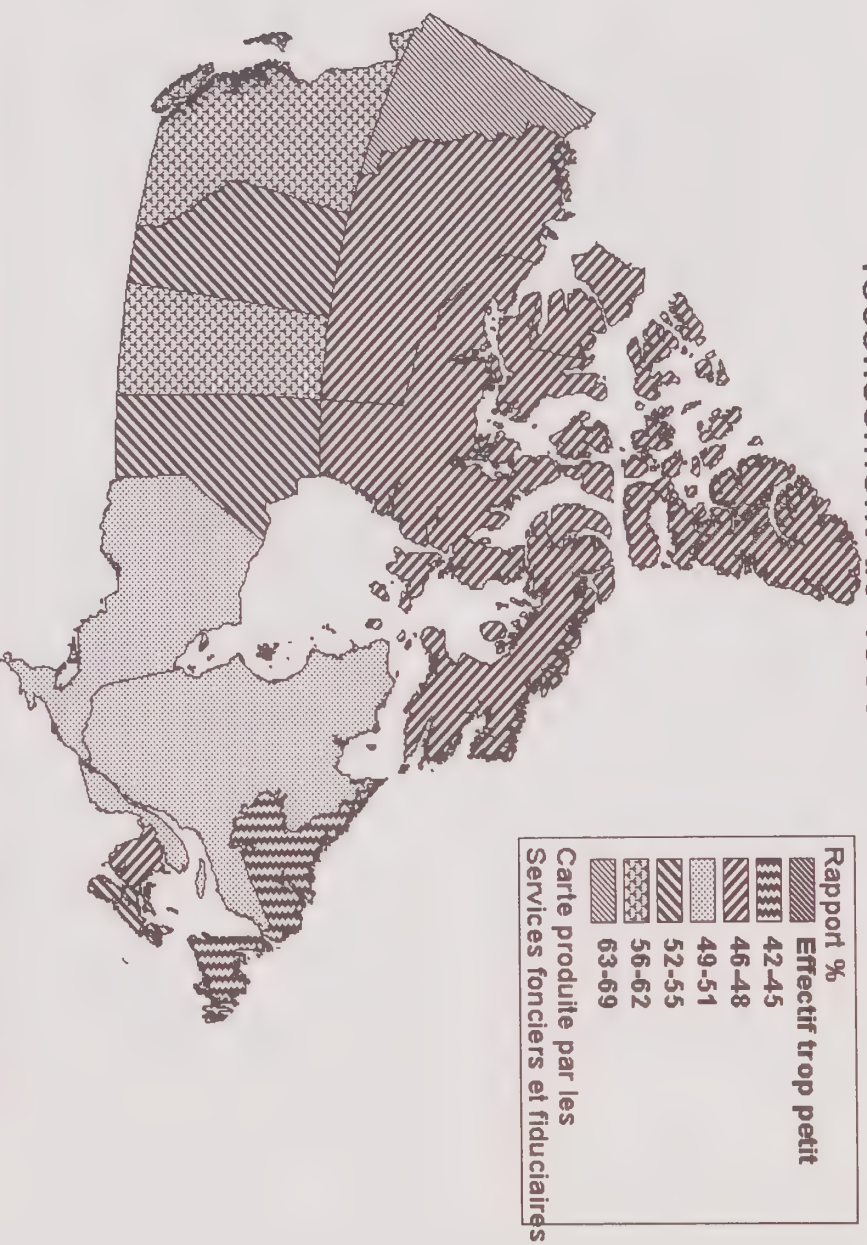 Rapport %
Effectif trop petit
42-45
46-48
49-51
52-55
56-62
63-69
Carte produite par les
Services fonciers et fiduciaires